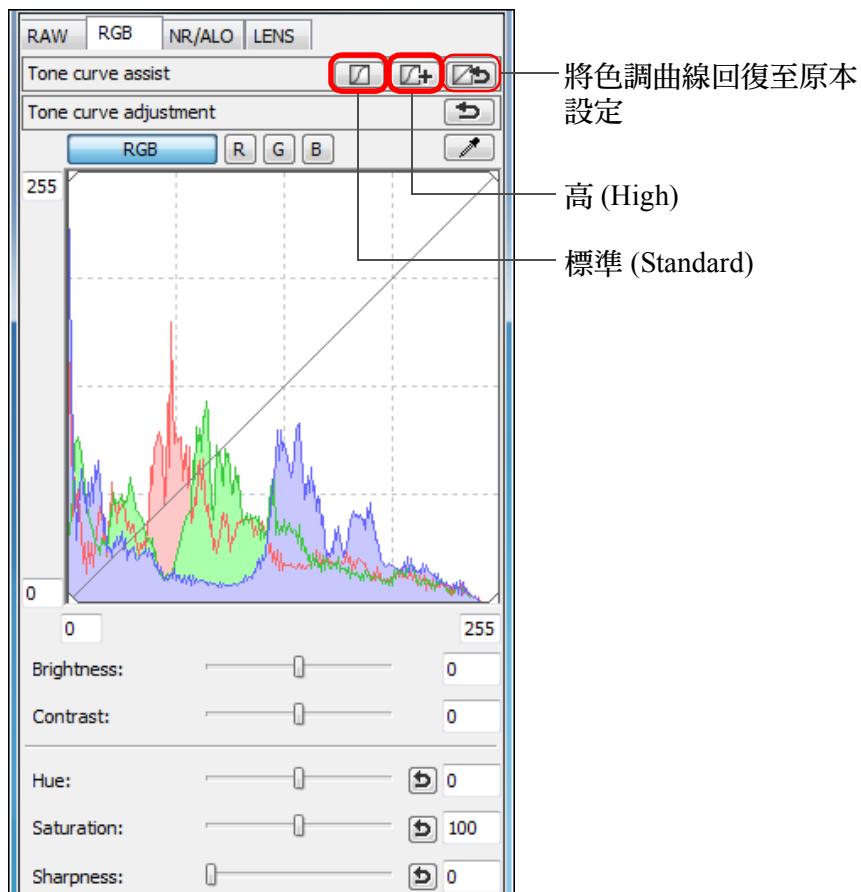 RAW RGB NR/ALO LENS
Tone curve assist
將色調曲線回復至原本
設定
Tone curve adjustment
RGB R G B
255
高 (High)
標準 (Standard)
0
0 255
Brightness: 0
Contrast: 0
Hue: 0
Saturation: 100
Sharpness: 0